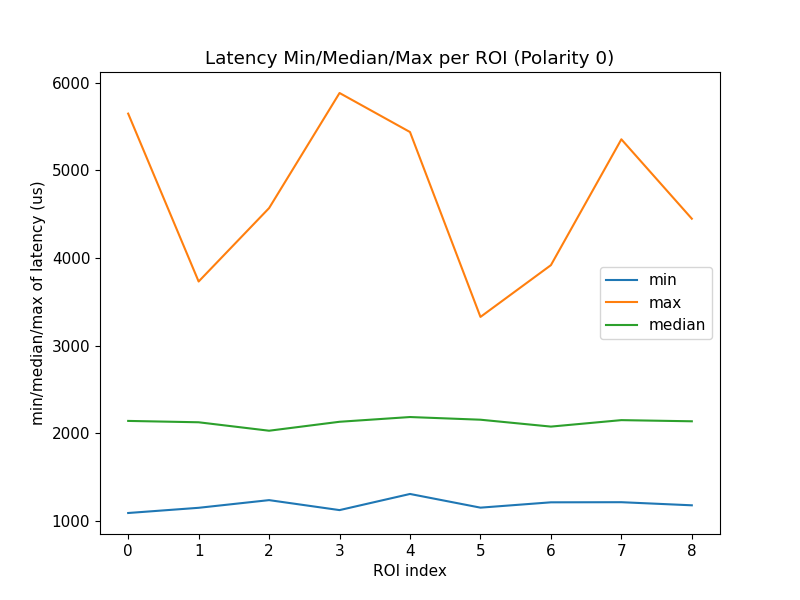 Latency Min/Median/Max per ROI (Polarity 0)
min/median/max of latency (us)
6000
5000
4000
3000
2000
1000
min
max
median
0 1 2 3 4 5 6 7 8
ROI index